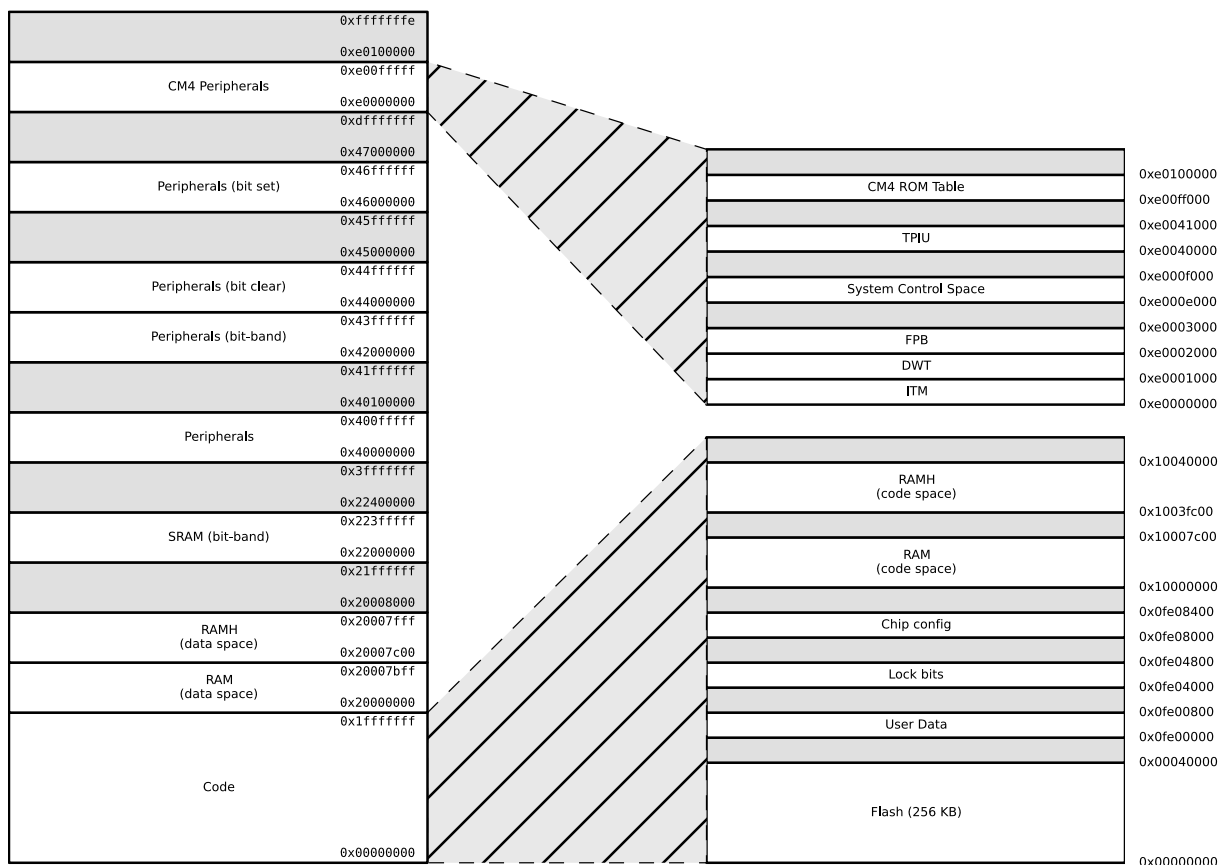 0xfffffffe
0xe0100000
0xe00fffff
CM4 Peripherals
0xe0000000
0xdfffffff
0x47000000
0x46ffffff
Peripherals (bit set)
0x46000000
0x45ffffff
0x45000000
0x44ffffff
Peripherals (bit clear)
0x44000000
0x43ffffff
Peripherals (bit-band)
0x42000000
0x41ffffff
0x40100000
0x400fffff
Peripherals
0x40000000
0x3fffffff
0x22400000
0x223fffff
SRAM (bit-band)
0x22000000
0x21ffffff
0x20008000
0x20007fff
RAMH
(data space)
0x20007c00
0x20007bff
RAM
(data space)
0x20000000
0x1fffffff
Code
0x00000000
0xe0100000
CM4 ROM Table
0xe00ff000
0xe0041000
TPIU
0xe0040000
0xe000f000
System Control Space
0xe000e000
0xe0003000
FPB
0xe0002000
DWT
0xe0001000
ITM
0xe0000000
0x10040000
RAMH
(code space)
0x1003fc00
0x10007c00
RAM
(code space)
0x10000000
0x0fe08400
Chip config
0x0fe08000
0x0fe04800
Lock bits
0x0fe04000
0x0fe00800
User Data
0x0fe00000
0x00040000
Flash (256 KB)
0x00000000